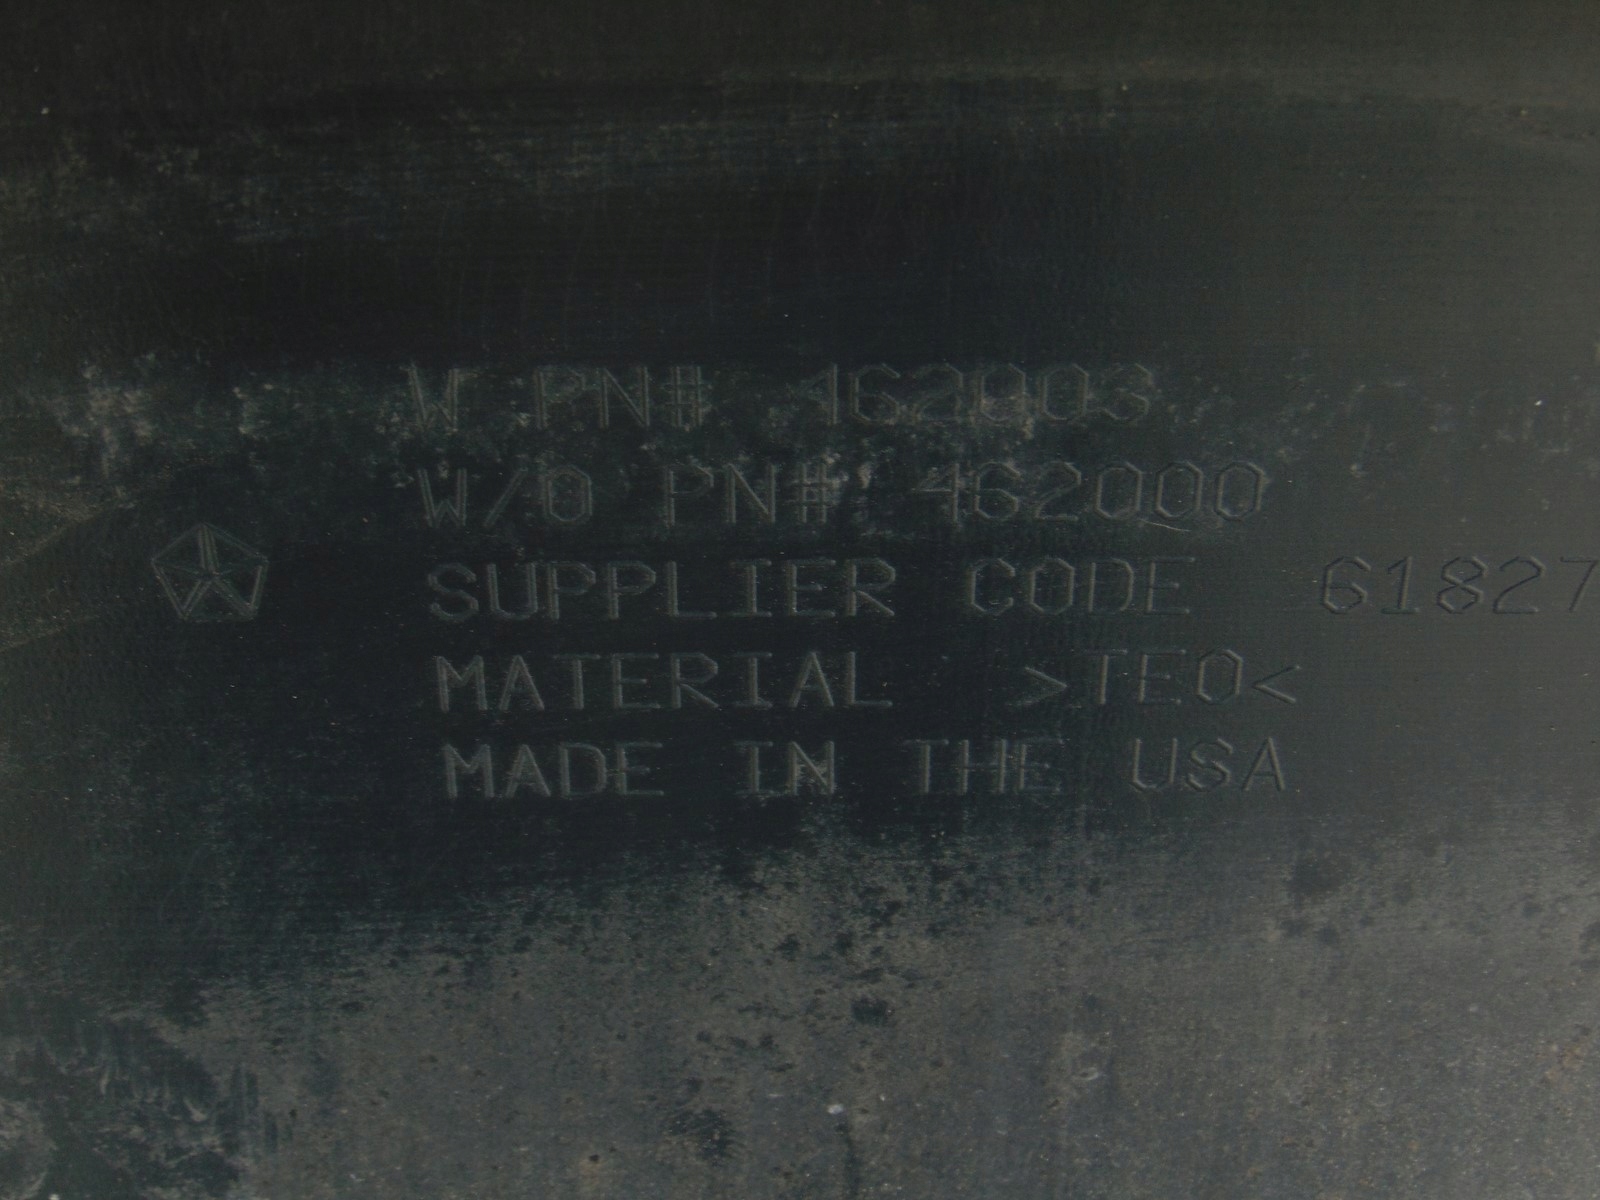 W PN# 462003
W/O PN# 462000
SUPPLIER CODE 61827
MATERIAL >TEO<
MADE IN THE USA